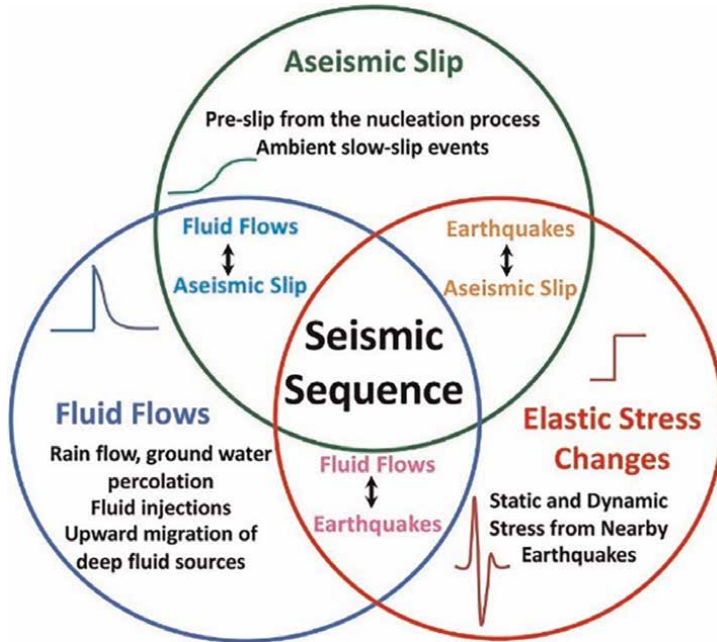 Aseismic Slip
Pre-slip from the nucleation process
Ambient slow-slip events
Fluid Flows
Aseismic Slip
Earthquakes
Aseismic Slip
Seismic
Sequence
Fluid Flows
Rain flow, ground water
percolation
Fluid injections
Upward migration of
deep fluid sources
Fluid Flows
Earthquakes
Elastic Stress
Changes
Static and Dynamic
Stress from Nearby
Earthquakes